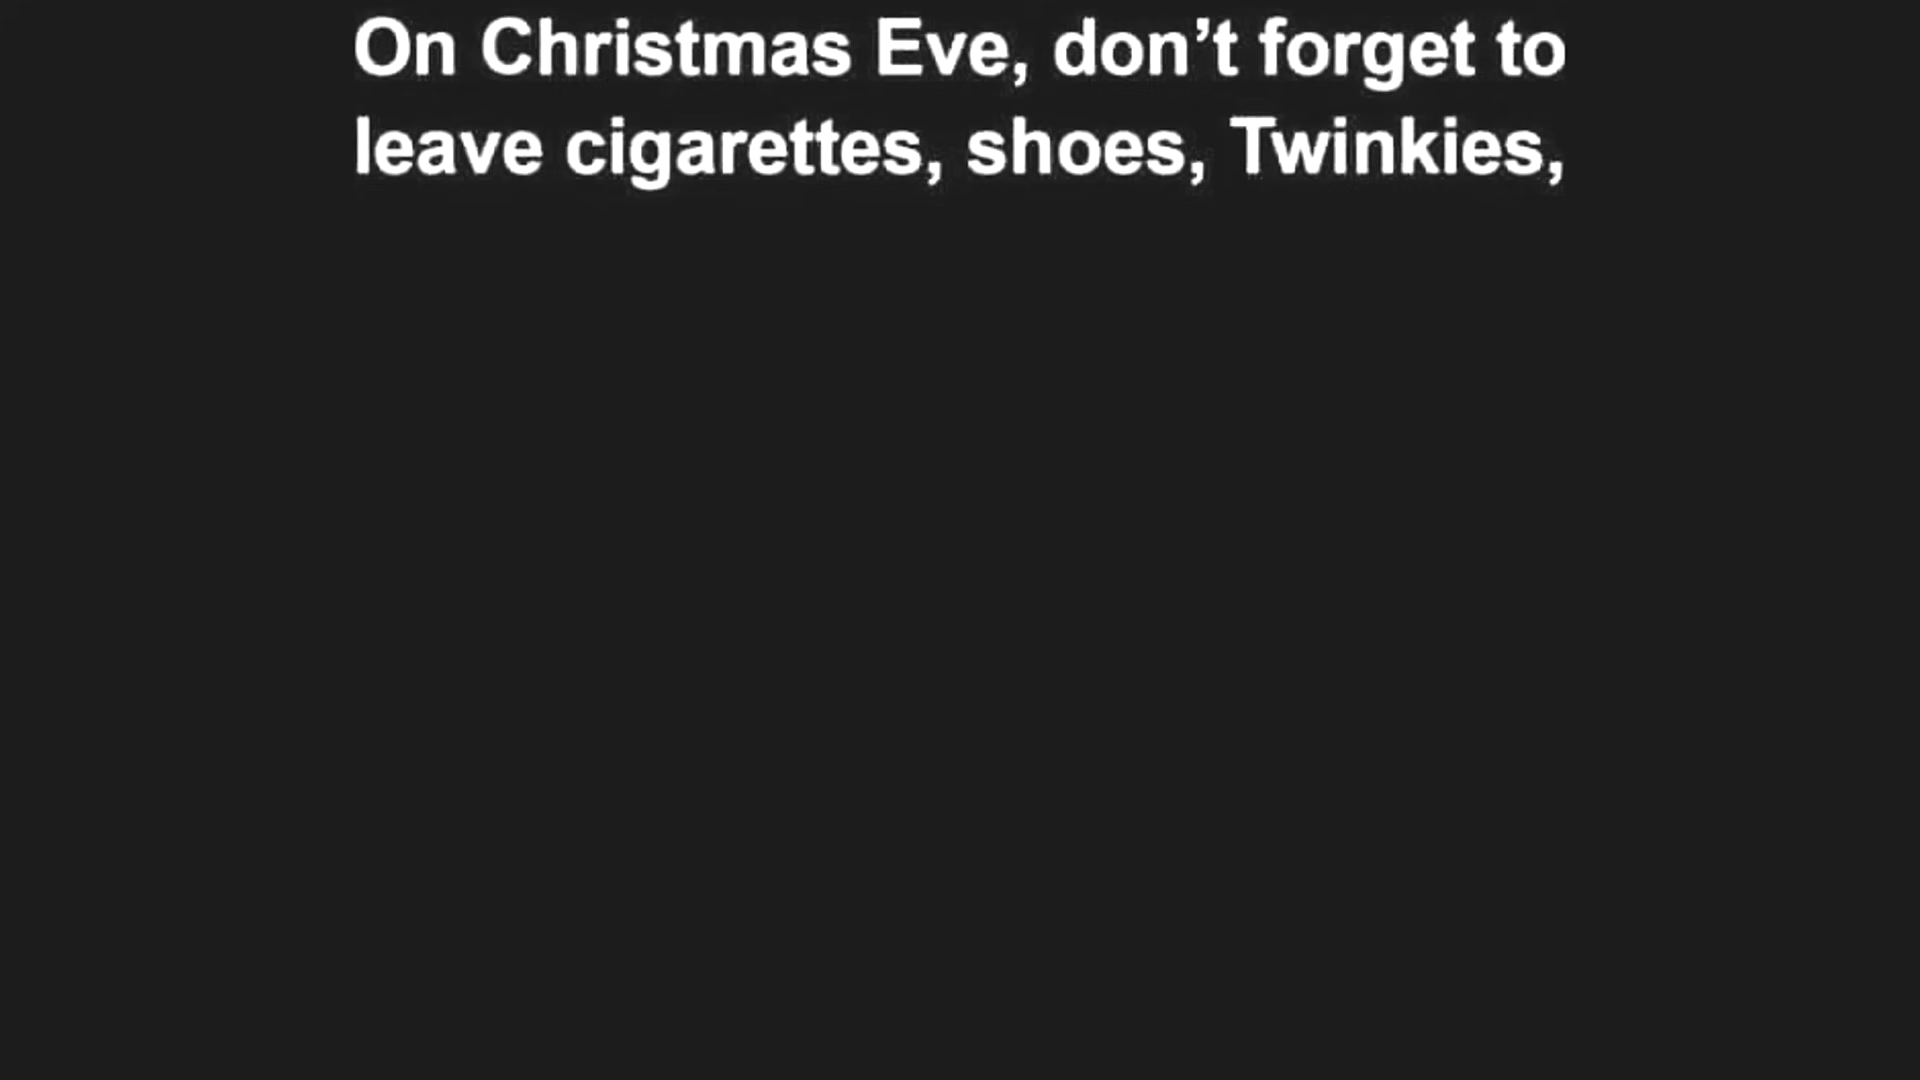 On Christmas Eve, don’t forget to
leave cigarettes, shoes, Twinkies,